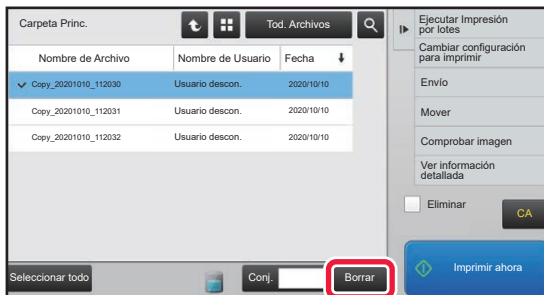 Carpeta Princ.
Tod. Archivos
Nombre de Archivo
Nombre de Usuario
Fecha
Copy_20201010_112030
Usuario descon.
2020/10/10
Copy_20201010_112031
Usuario descon.
2020/10/10
Copy_20201010_112032
Usuario descon.
2020/10/10
Seleccionar todo
Conj.
Borrar
Ejecutar Impresión
por lotes
Cambiar configuración
para imprimir
Envío
Mover
Comprobar imagen
Ver información
detallada
Eliminar
CA
Imprimir ahora